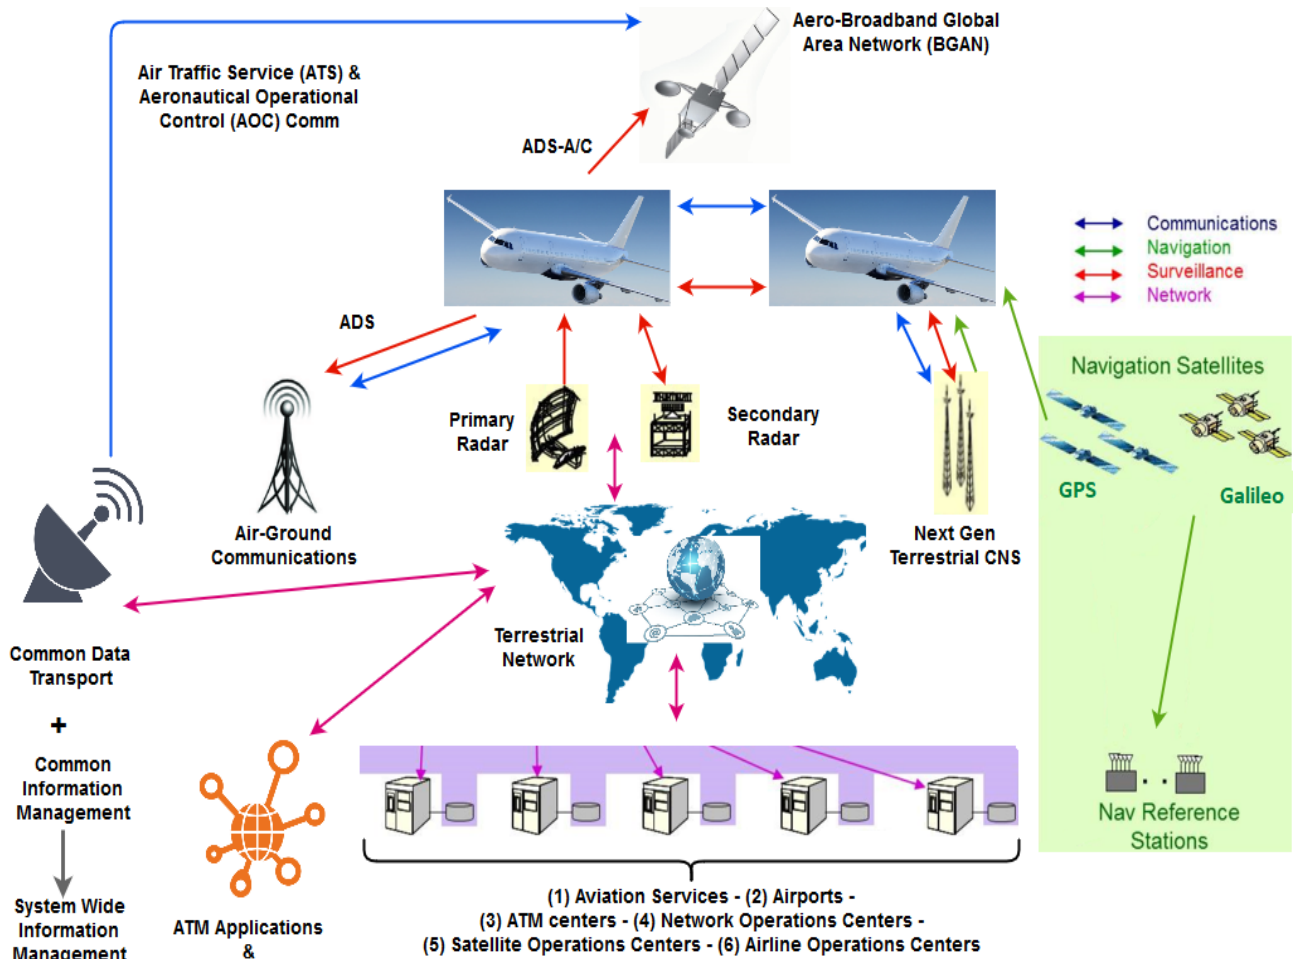 Aero-Broadband Global
Area Network (BGAN)
Air Traffic Service (ATS) &
Aeronautical Operational
Control (AOC) Comm
ADS-A/C
Communications
Navigation
Surveillance
Network
ADS
Navigation Satellites
Primary
Radar
Secondary
Radar
GPS
Galileo
Air-Ground
Communications
Next Gen
Terrestrial CNS
Terrestrial
Network
Common Data
Transport
+
Common
Information
Management
Nav Reference
Stations
System Wide
Information
Management
ATM Applications
&
(1) Aviation Services - (2) Airports -
(3) ATM centers - (4) Network Operations Centers -
(5) Satellite Operations Centers - (6) Airline Operations Centers